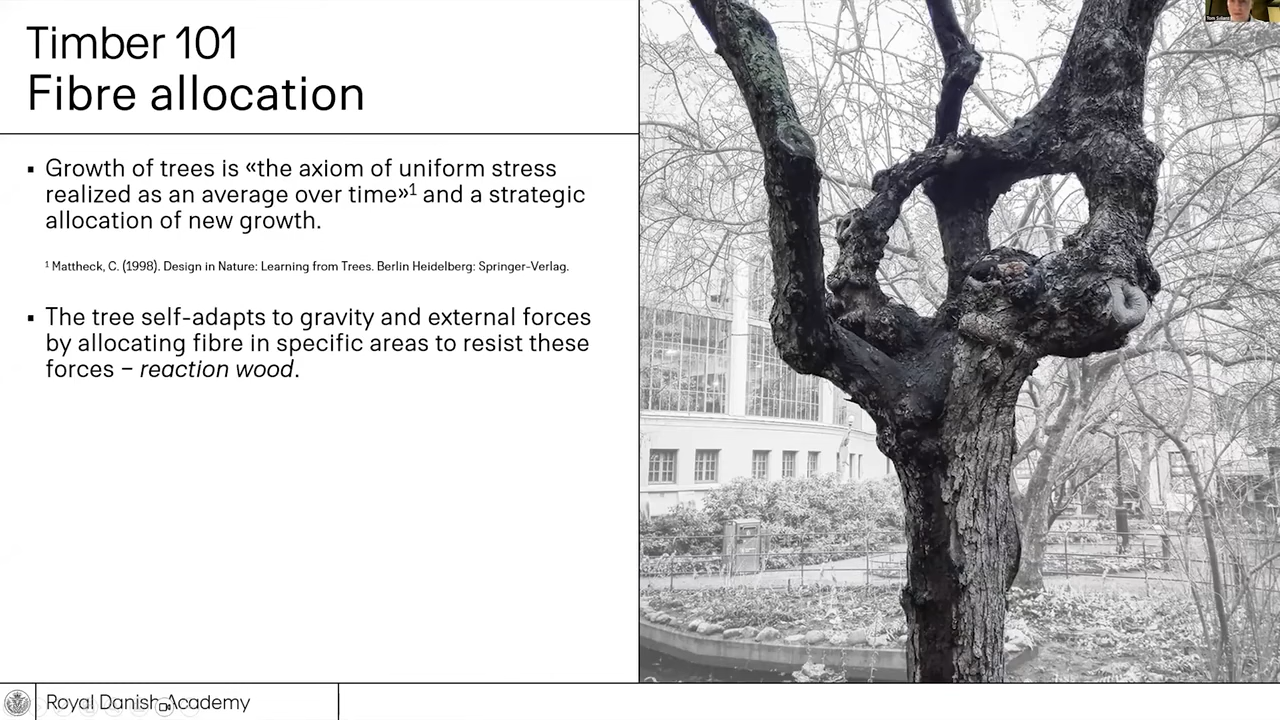 Timber 101
Fibre allocation
▪ Growth of trees is «the axiom of uniform stress
realized as an average over time»¹ and a strategic
allocation of new growth.
¹ Mattheck, C. (1998). Design in Nature: Learning from Trees. Berlin Heidelberg: Springer-Verlag.
▪ The tree self-adapts to gravity and external forces
by allocating fibre in specific areas to resist these
forces – reaction wood.
Royal Danish Academy